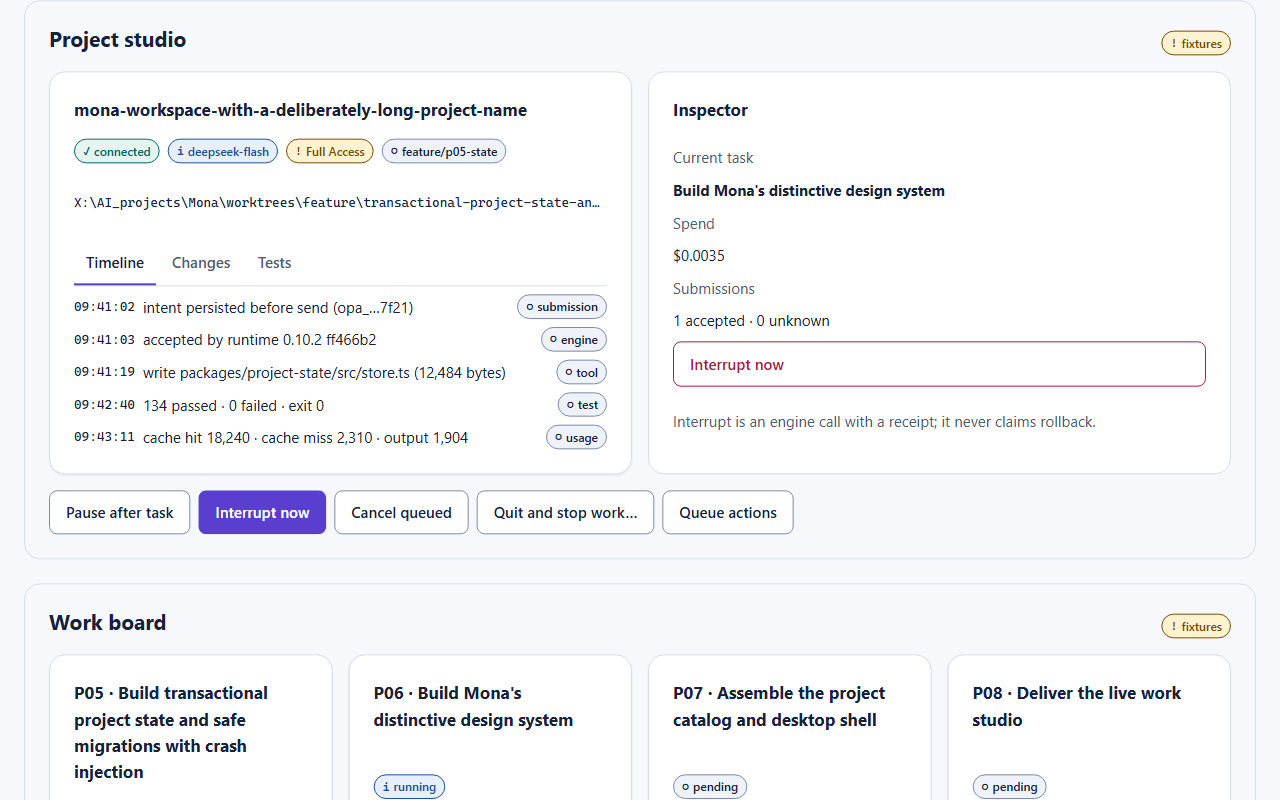 Project studio
! fixtures
mona-workspace-with-a-deliberately-long-project-name
✓ connected
i deepseek-flash
! Full Access
feature/p05-state
X:\AI_projects\Mona\worktrees\feature\transactional-project-state-an…
Timeline
Changes
Tests
09:41:02 intent persisted before send (opa_…7f21) submission
09:41:03 accepted by runtime 0.10.2 ff466b2 engine
09:41:19 write packages/project-state/src/store.ts (12,484 bytes) tool
09:42:40 134 passed · 0 failed · exit 0 test
09:43:11 cache hit 18,240 · cache miss 2,310 · output 1,904 usage
Inspector
Current task
Build Mona's distinctive design system
Spend
$0.0035
Submissions
1 accepted · 0 unknown
Interrupt now
Interrupt is an engine call with a receipt; it never claims rollback.
Pause after task
Interrupt now
Cancel queued
Quit and stop work…
Queue actions
Work board
! fixtures
P05 · Build transactional
project state and safe
migrations with crash
injection
P06 · Build Mona's
distinctive design system
i running
P07 · Assemble the project
catalog and desktop shell
pending
P08 · Deliver the live work
studio
pending